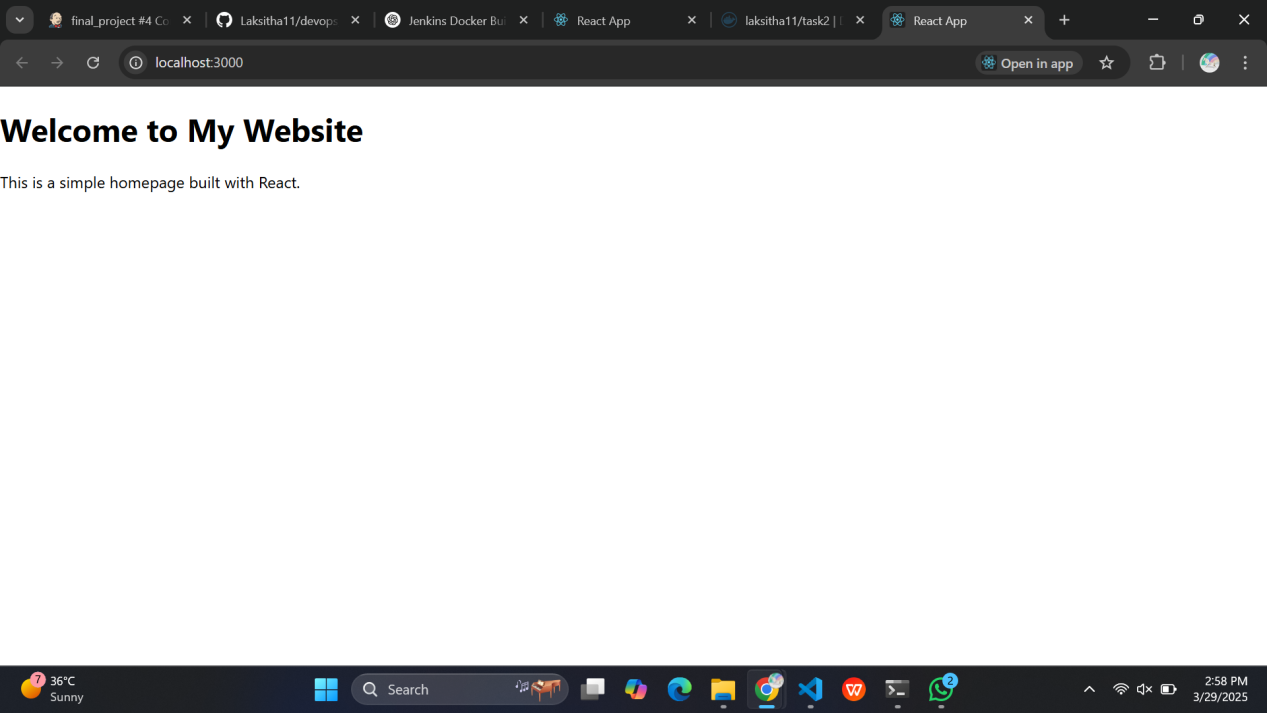 final_project #4 Co
Laksitha11/devops
Jenkins Docker Bui
React App
laksitha11/task2 |
React App
localhost:3000
Open in app
Welcome to My Website
This is a simple homepage built with React.
7
36°C
Sunny
Search
2
2:58 PM
3/29/2025